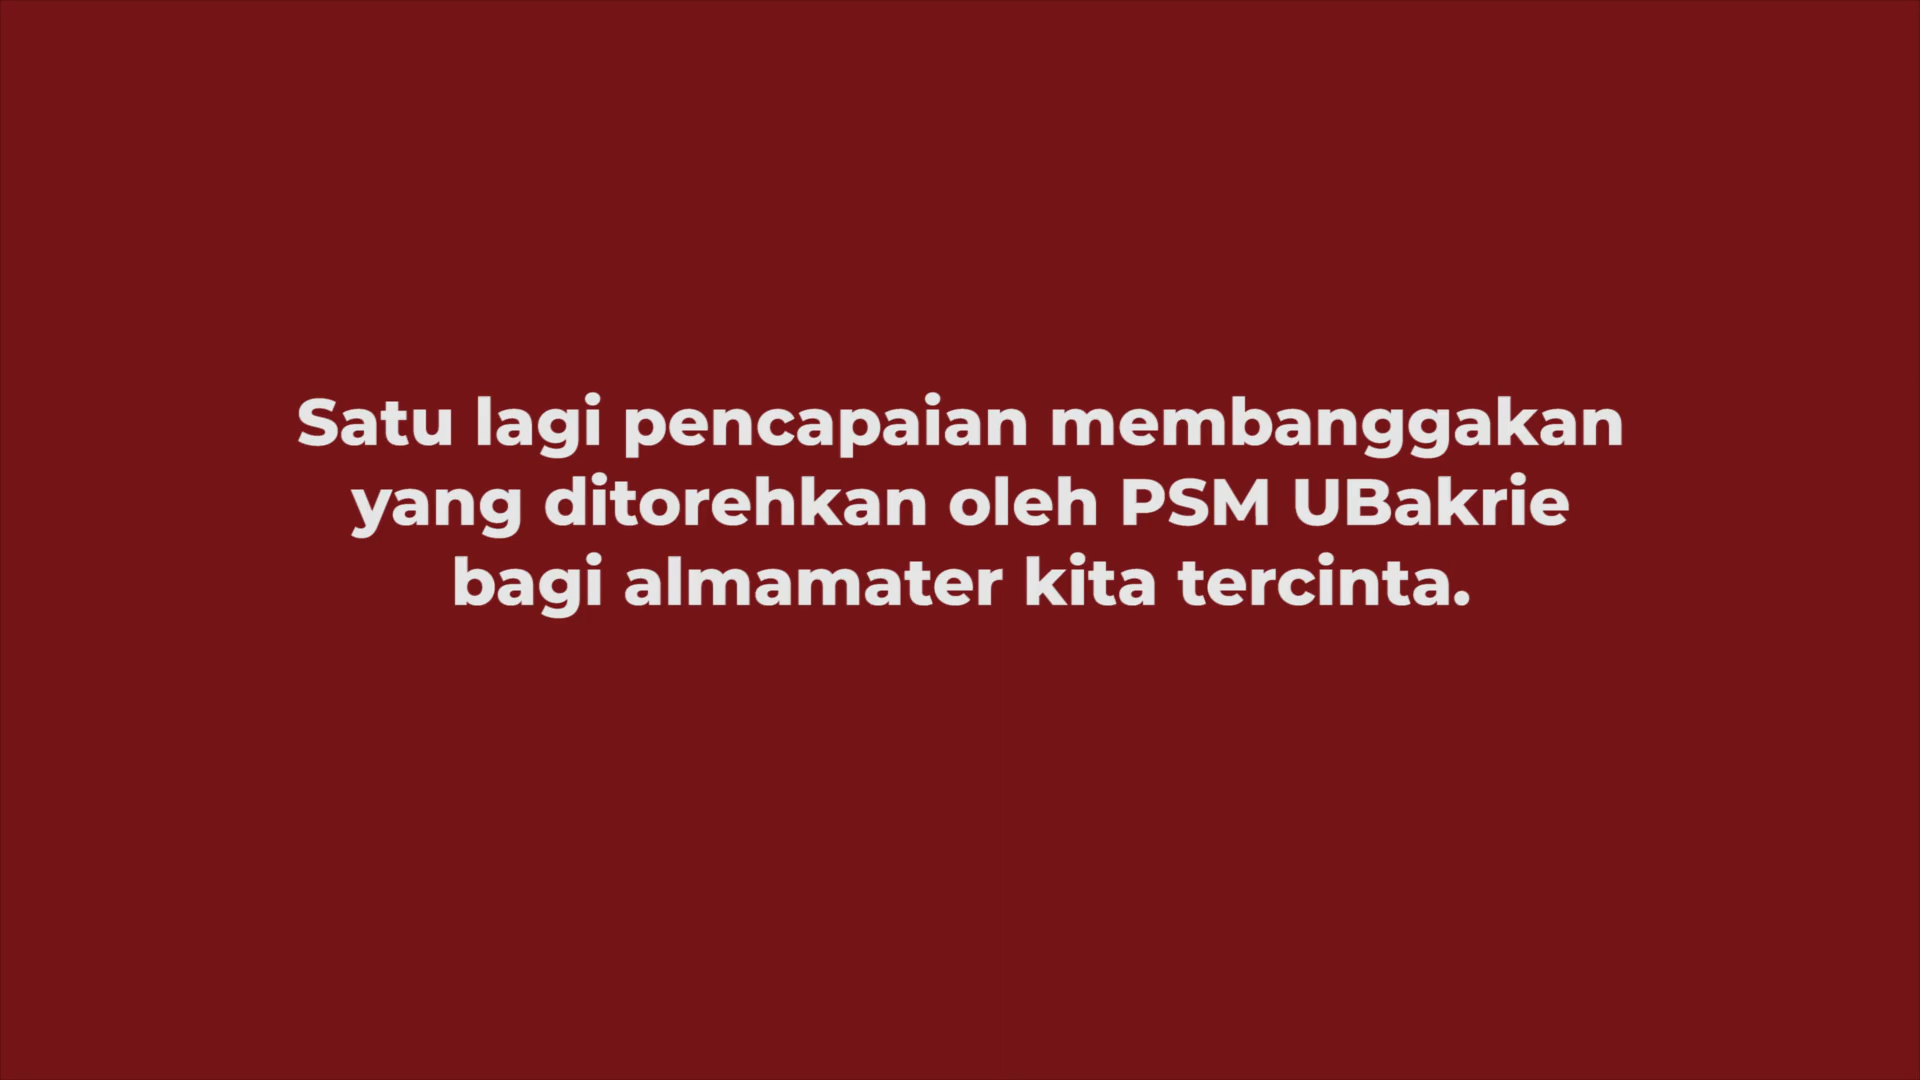 Satu lagi pencapaian membanggakan
yang ditorehkan oleh PSM UBakrie
bagi almamater kita tercinta.